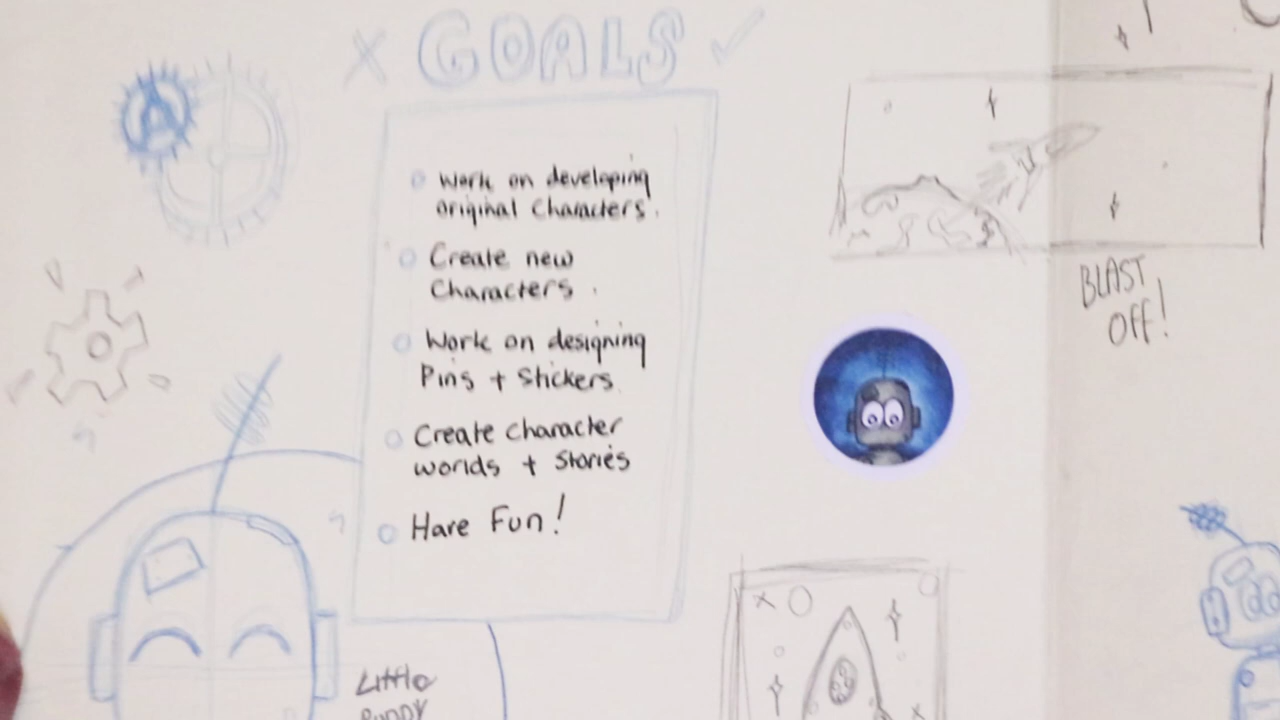 GOALS
Work on developing
original Characters.
Create new
Characters.
Work on designing
Pins + Stickers.
Create Character
worlds + Stories
Have Fun!
BLAST
OFF!
Little